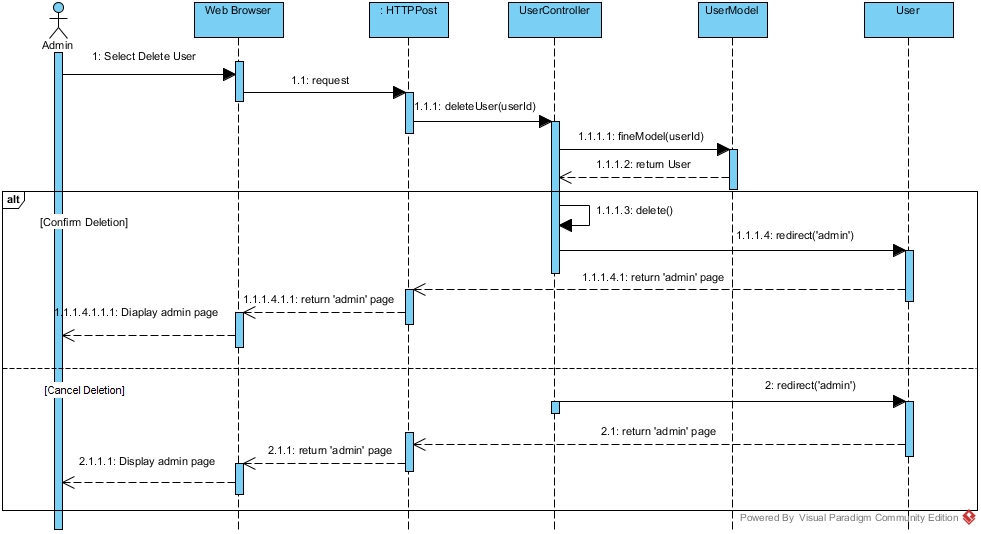 Admin
Web Browser
: HTTPPost
UserController
UserModel
User
1: Select Delete User
1.1: request
1.1.1: deleteUser(userId)
1.1.1.1: fineModel(userId)
1.1.1.2: return User
alt
[Confirm Deletion]
1.1.1.3: delete()
1.1.1.4: redirect('admin')
1.1.1.4.1: return 'admin' page
1.1.1.4.1.1: return 'admin' page
1.1.1.4.1.1.1: Diaplay admin page
[Cancel Deletion]
2: redirect('admin')
2.1: return 'admin' page
2.1.1: return 'admin' page
2.1.1.1: Display admin page
Powered By Visual Paradigm Community Edition